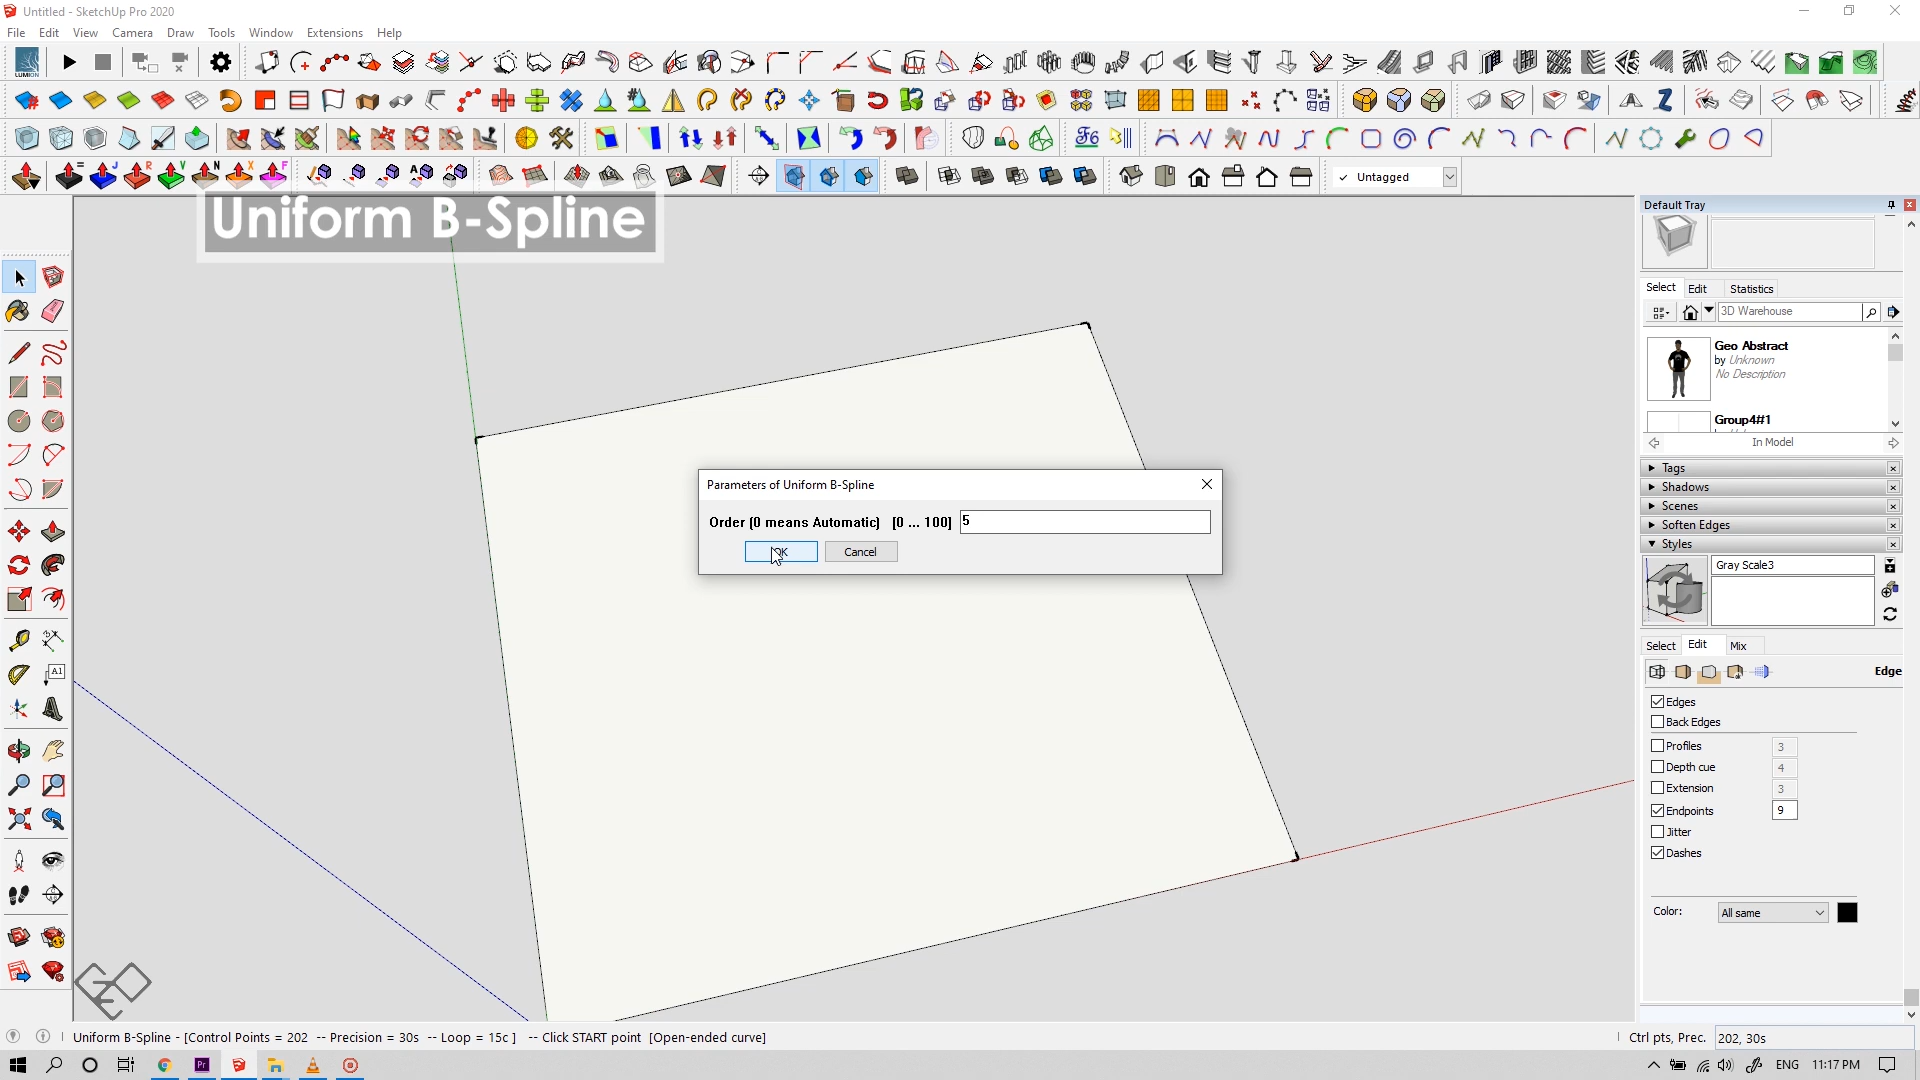 Untitled - SketchUp Pro 2020
File Edit View Camera Draw Tools Window Extensions Help
LUMION
F6
= J R V N X F
✓ Untagged
Uniform B-Spline
Default Tray
Select Edit Statistics
3D Warehouse
Geo Abstract
by Unknown
No Description
Group4#1
In Model
Tags
Shadows
Scenes
Soften Edges
Styles
Gray Scale3
Select Edit Mix
Edge
Edges
Back Edges
Profiles 3
Depth cue 4
Extension 3
Endpoints 9
Jitter
Dashes
Color: All same
Parameters of Uniform B-Spline
Order (0 means Automatic) [0 ... 100] 5
OK Cancel
A1
Uniform B-Spline - [Control Points = 202 -- Precision = 30s -- Loop = 15c ] -- Click START point [Open-ended curve]
Ctrl pts, Prec. 202, 30s
Pr
ENG 11:17 PM